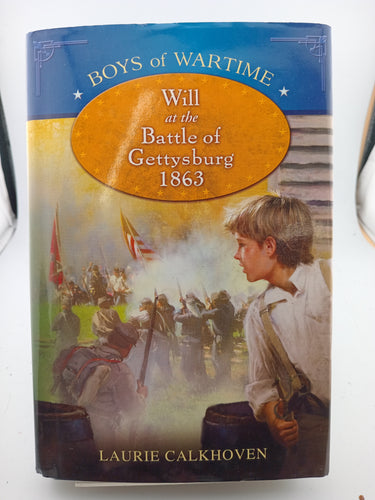 BOYS of WARTIME
Will
at the
Battle of
Gettysburg
1863
LAURIE CALKHOVEN